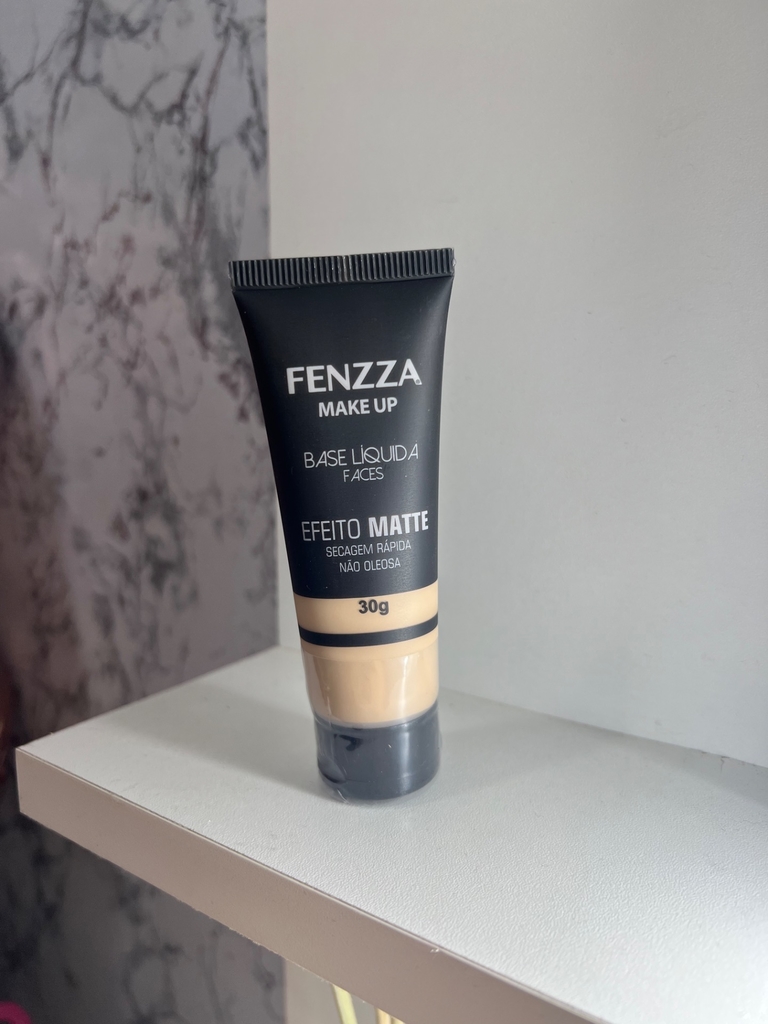 FENZZA
MAKE UP
BASE LÍQUIDA
FACES
EFEITO MATTE
SECAGEM RÁPIDA
NÃO OLEOSA
30g